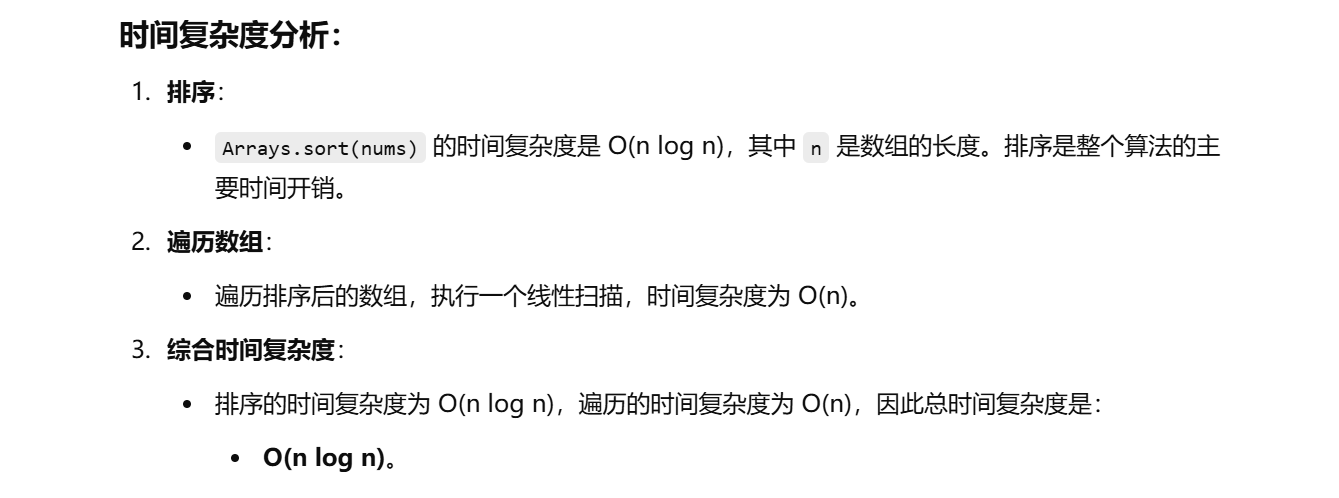 时间复杂度分析：
1. 排序：
• Arrays.sort(nums) 的时间复杂度是 O(n log n)，其中 n 是数组的长度。排序是整个算法的主
要时间开销。
2. 遍历数组：
• 遍历排序后的数组，执行一个线性扫描，时间复杂度为 O(n)。
3. 综合时间复杂度：
• 排序的时间复杂度为 O(n log n)，遍历的时间复杂度为 O(n)，因此总时间复杂度是：
• O(n log n)。